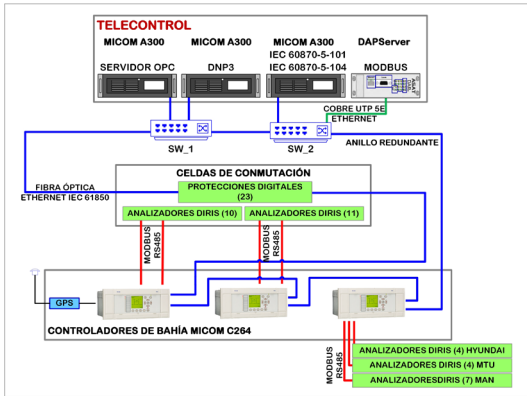 TELECONTROL
MICOM A300
MICOM A300
MICOM A300
DAPServer
IEC 60870-5-101
SERVIDOR OPC
DNP3
IEC 60870-5-104
MODBUS
COBRE UTP 5E
ETHERNET
SW_1
SW_2
ANILLO REDUNDANTE
CELDAS DE CONMUTACIÓN
FIBRA ÓPTICA
ETHERNET IEC 61850
PROTECCIONES DIGITALES
(23)
ANALIZADORES DIRIS (10)
ANALIZADORES DIRIS (11)
MODBUS
RS485
MODBUS
RS485
GPS
CONTROLADORES DE BAHÍA MICOM C264
MODBUS
RS485
ANALIZADORES DIRIS (4) HYUNDAI
ANALIZADORES DIRIS (4) MTU
ANALIZADORESDIRIS (7) MAN